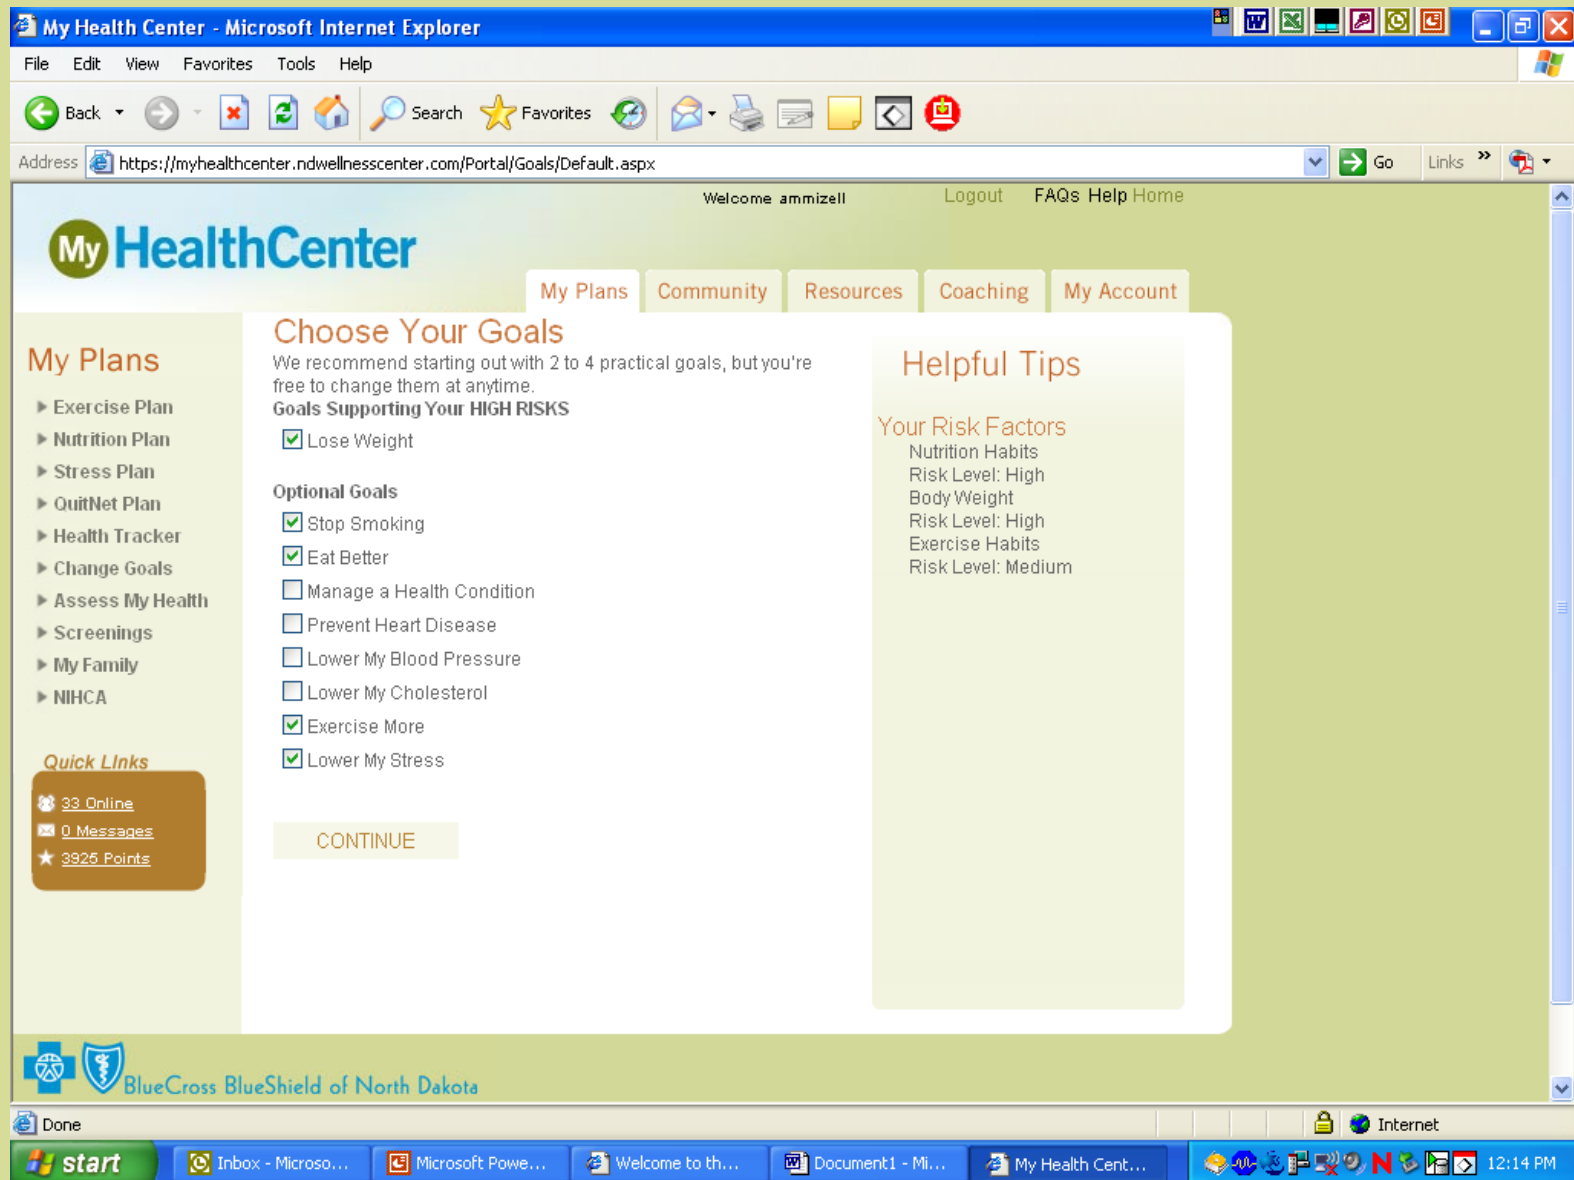 My Health Center - Microsoft Internet Explorer
File Edit View Favorites Tools Help
Back Search Favorites
Address https://myhealthcenter.ndwellnesscenter.com/Portal/Goals/Default.aspx Go Links »
Welcome ammizell Logout FAQs Help Home
My HealthCenter
My Plans Community Resources Coaching My Account
My Plans
Exercise Plan
Nutrition Plan
Stress Plan
QuitNet Plan
Health Tracker
Change Goals
Assess My Health
Screenings
My Family
NIHCA
Quick LInks
33 Online
0 Messages
3925 Points
Choose Your Goals
We recommend starting out with 2 to 4 practical goals, but you're
free to change them at anytime.
Goals Supporting Your HIGH RISKS
Lose Weight
Optional Goals
Stop Smoking
Eat Better
Manage a Health Condition
Prevent Heart Disease
Lower My Blood Pressure
Lower My Cholesterol
Exercise More
Lower My Stress
CONTINUE
Helpful Tips
Your Risk Factors
Nutrition Habits
Risk Level: High
Body Weight
Risk Level: High
Exercise Habits
Risk Level: Medium
BlueCross BlueShield of North Dakota
Done Internet
start Inbox - Microso... Microsoft Powe... Welcome to th... Document1 - Mi... My Health Cent... 12:14 PM